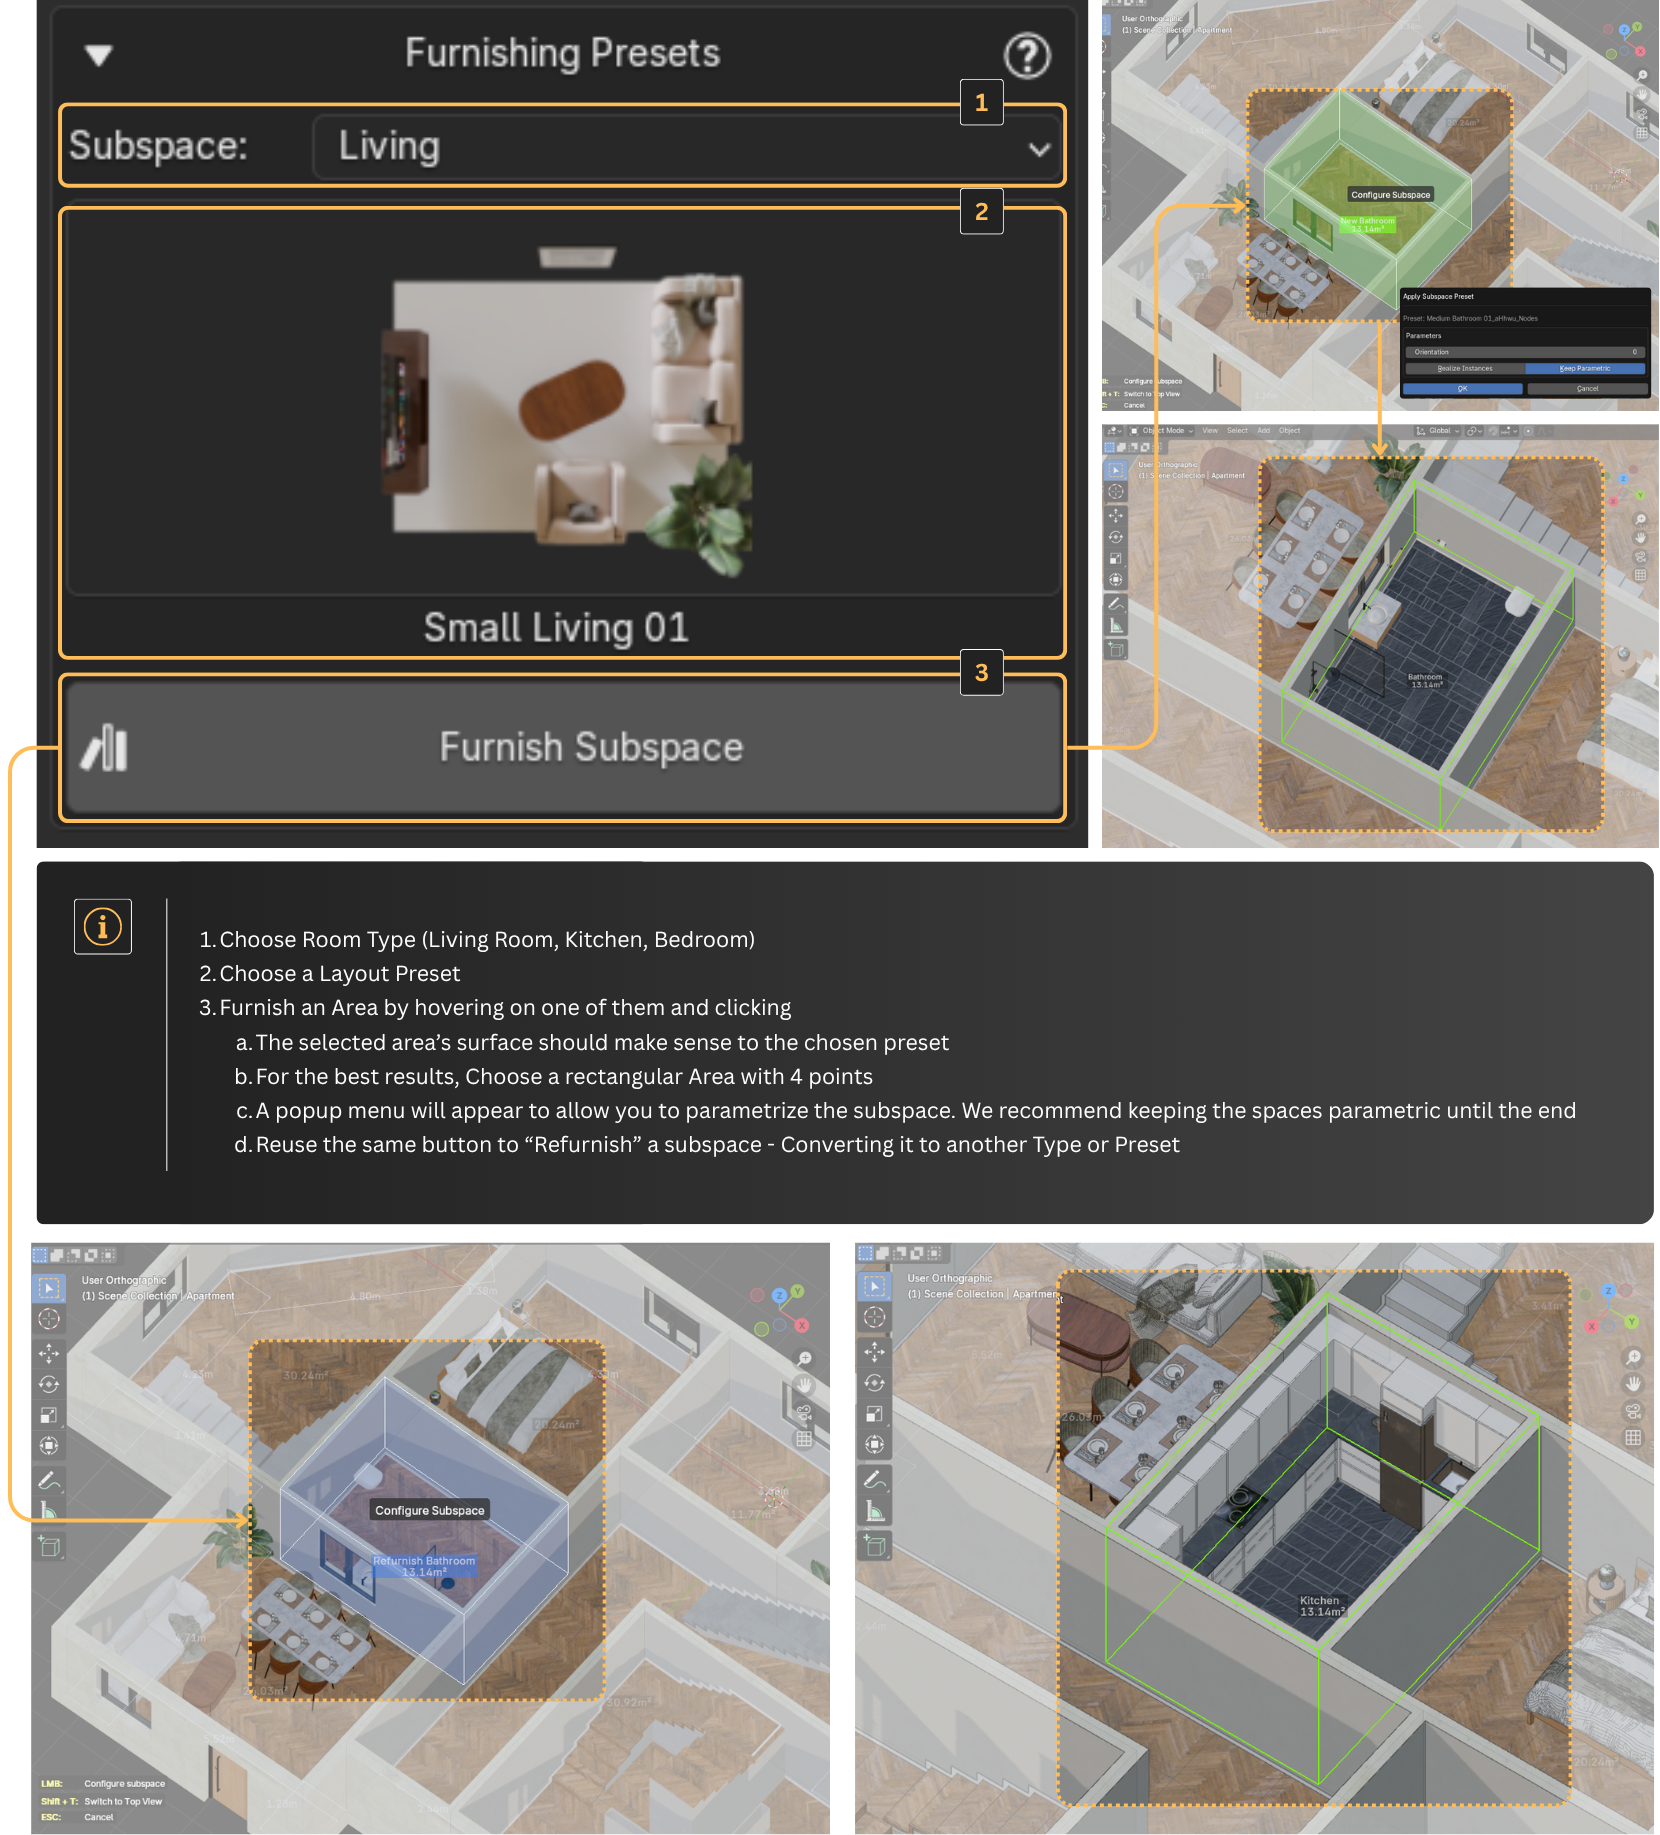 Furnishing Presets
?
1
Subspace: Living
2
Small Living 01
3
Furnish Subspace
User Orthographic
(1) Scene Collection | Apartment
Configure Subspace
New Bathroom
13.14m²
Apply Subspace Preset
Preset: Medium Bathroom 01_aHhwu_Nodes
Parameters
Orientation 0
Realize Instances Keep Parametric
OK Cancel
Configure subspace
Switch to Top View
Cancel
Object Mode View Select Add Object Global
User Orthographic
(1) Scene Collection | Apartment
Bathroom
13.14m²
1. Choose Room Type (Living Room, Kitchen, Bedroom)
2. Choose a Layout Preset
3. Furnish an Area by hovering on one of them and clicking
a. The selected area’s surface should make sense to the chosen preset
b. For the best results, Choose a rectangular Area with 4 points
c. A popup menu will appear to allow you to parametrize the subspace. We recommend keeping the spaces parametric until the end
d. Reuse the same button to “Refurnish” a subspace - Converting it to another Type or Preset
User Orthographic
(1) Scene Collection | Apartment
4.80m
30.24m²
20.24m²
Z Y X
Configure Subspace
Refurnish Bathroom
13.14m²
11.77m²
4.71m
30.92m²
LMB: Configure subspace
Shift + T: Switch to Top View
ESC: Cancel
User Orthographic
(1) Scene Collection | Apartment
3.41m
Z X Y
26.03m²
Kitchen
13.14m²
20.24m²